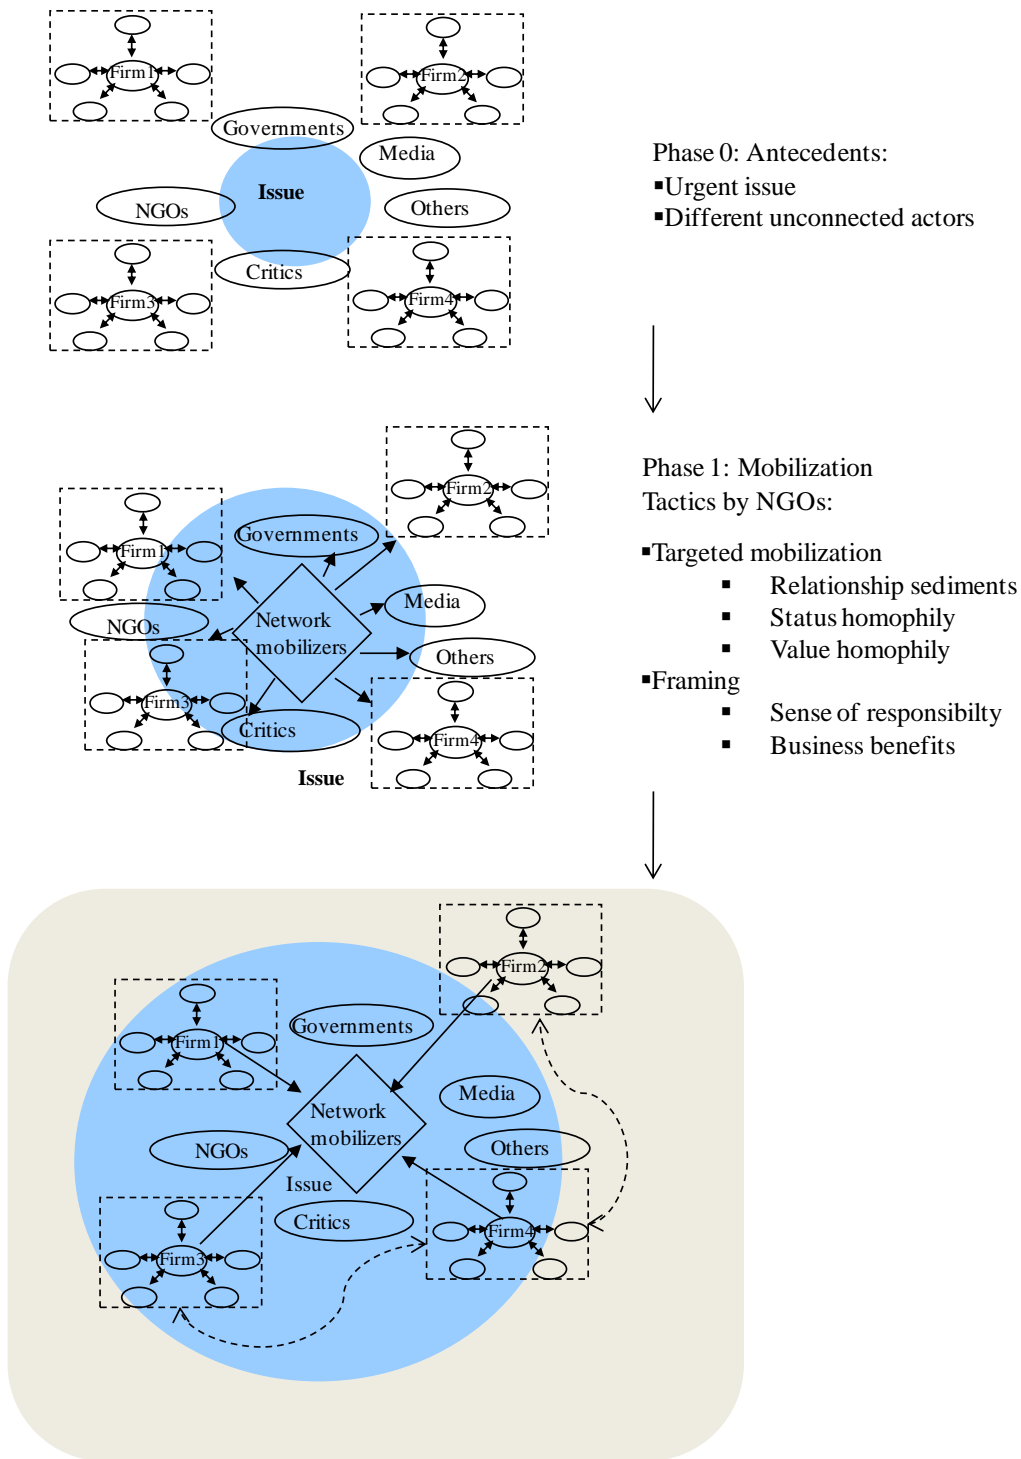 Firm1
Firm2
Governments
Media
Issue
NGOs
Others
Critics
Firm3
Firm4
Phase 0: Antecedents:
▪Urgent issue
▪Different unconnected actors
Firm2
Governments
Firm1
Media
Network
mobilizers
NGOs
Others
Firm3
Critics
Firm4
Issue
Phase 1: Mobilization
Tactics by NGOs:
▪Targeted mobilization
▪ Relationship sediments
▪ Status homophily
▪ Value homophily
▪Framing
▪ Sense of responsibilty
▪ Business benefits
Firm2
Governments
Firm1
Media
Network
mobilizers
NGOs
Others
Issue
Critics
Firm4
Firm3